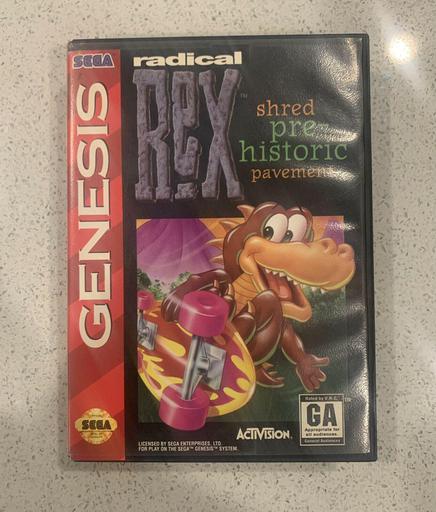 SEGA
GENESIS
radical
REX
TM
shred
pre-
historic
pavement
SEGA
ACTIVISION.
LICENSED BY SEGA ENTERPRISES, LTD.
FOR PLAY ON THE SEGA™ GENESIS™ SYSTEM.
Rated by V.R.C.
GA
Appropriate for
all audiences.
General Audiences